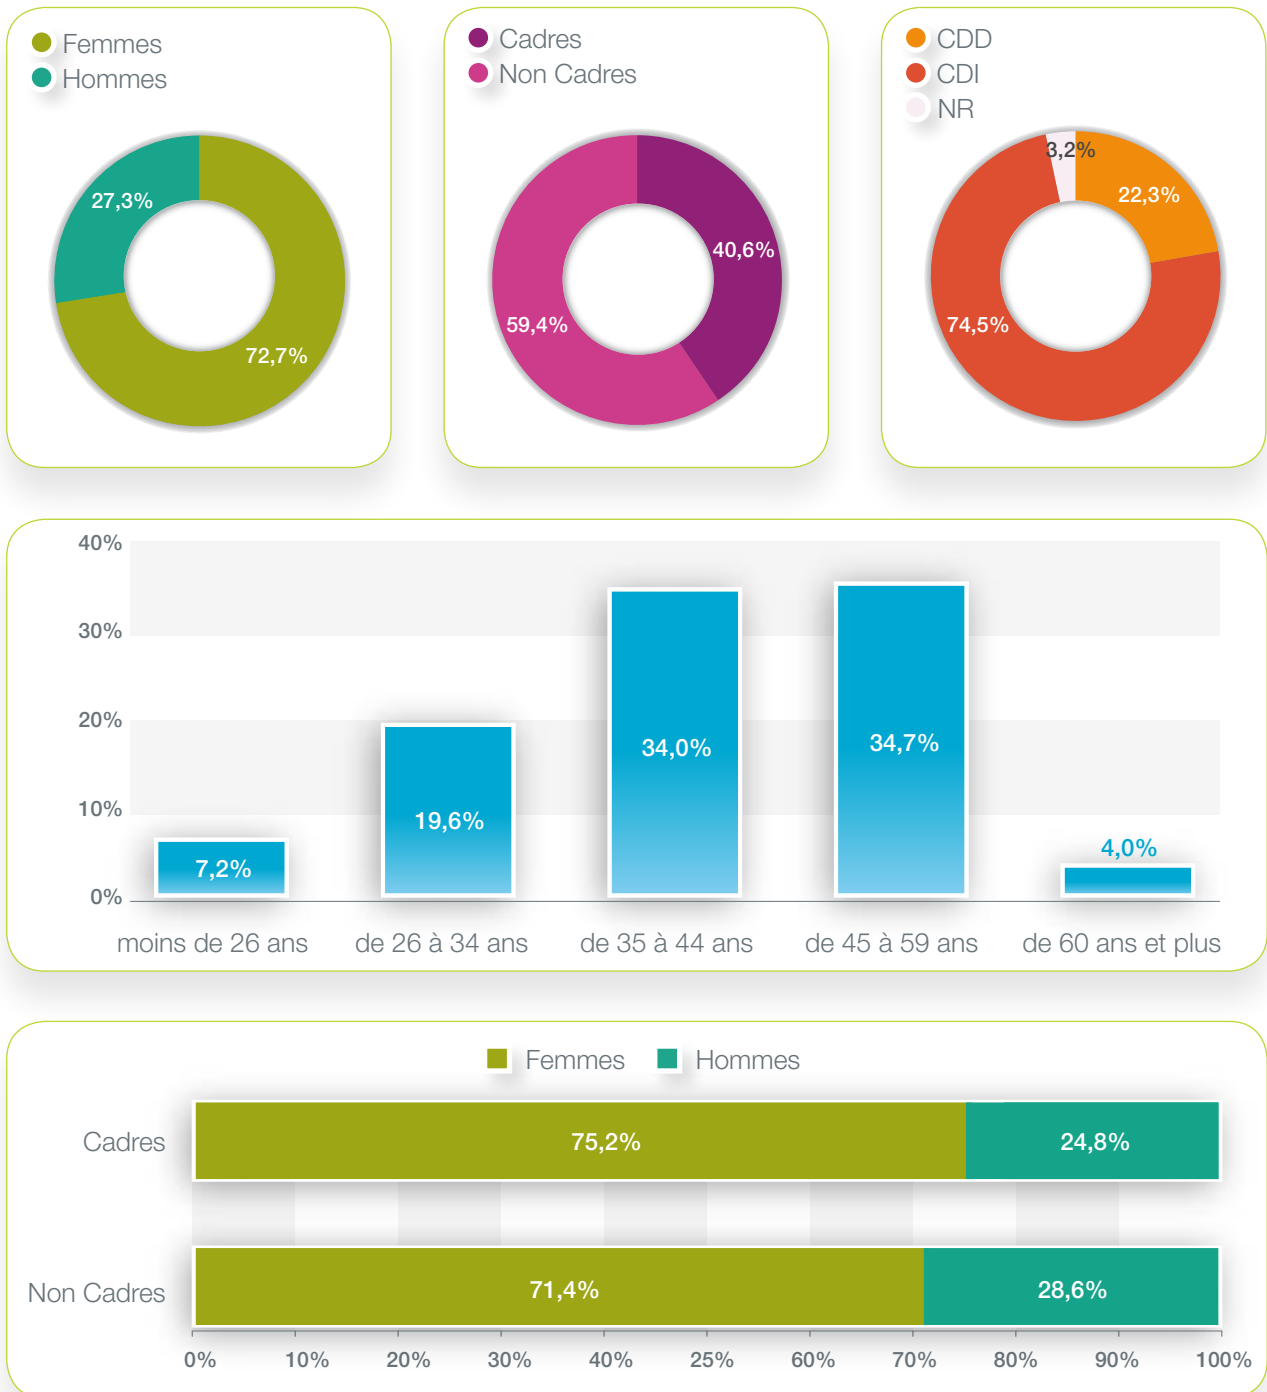 Femmes
Hommes
27,3%
72,7%
Cadres
Non Cadres
40,6%
59,4%
CDD
CDI
NR
3,2%
22,3%
74,5%
40%
30%
20%
10%
0%
7,2%
19,6%
34,0%
34,7%
4,0%
moins de 26 ans
de 26 à 34 ans
de 35 à 44 ans
de 45 à 59 ans
de 60 ans et plus
Femmes
Hommes
Cadres
75,2%
24,8%
Non Cadres
71,4%
28,6%
0%
10%
20%
30%
40%
25%
60%
70%
80%
90%
100%